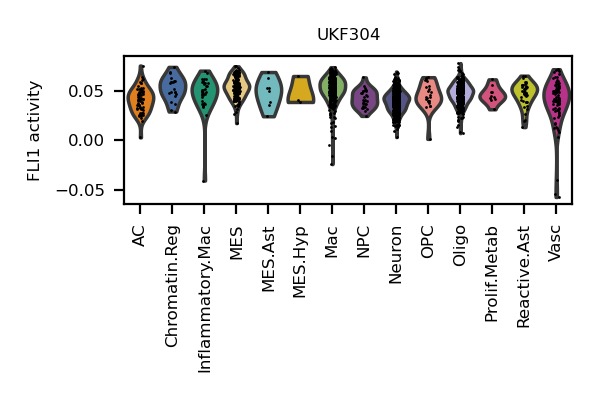 UKF304
FLI1 activity
0.05
0.00
−0.05
AC
Chromatin.Reg
Inflammatory.Mac
MES
MES.Ast
MES.Hyp
Mac
NPC
Neuron
OPC
Oligo
Prolif.Metab
Reactive.Ast
Vasc